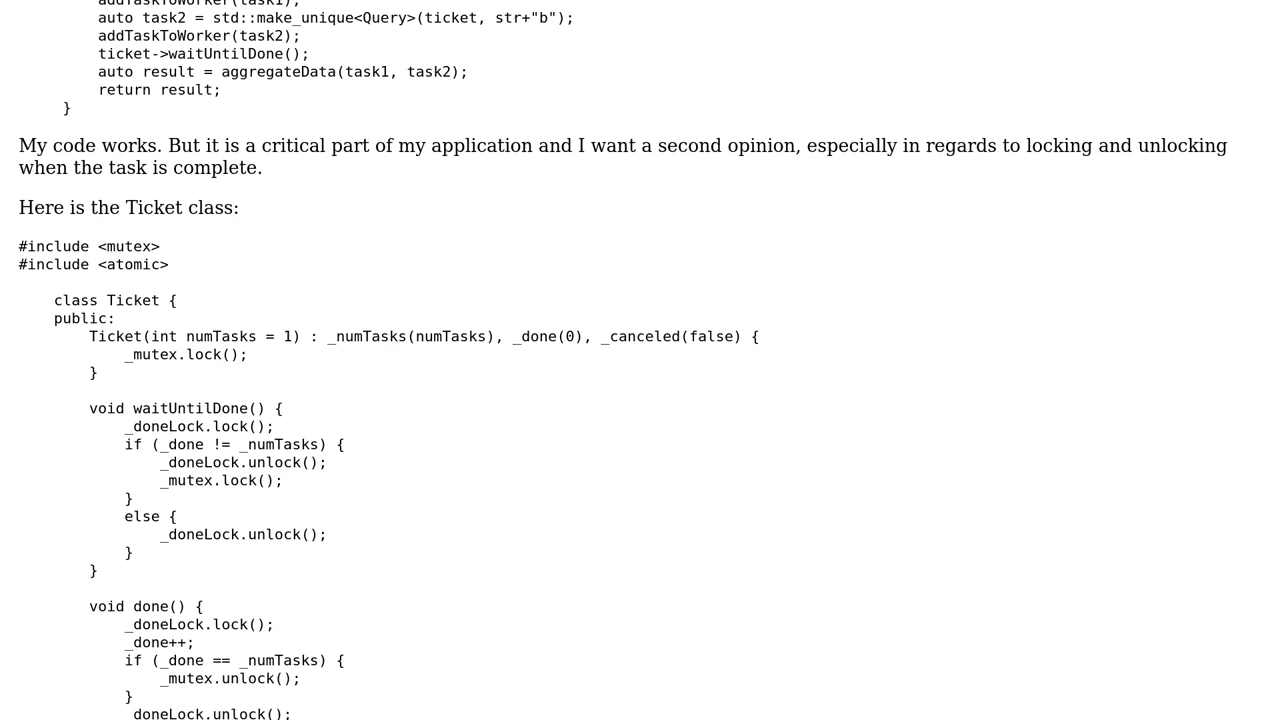 addTaskToWorker(task1);
auto task2 = std::make_unique<Query>(ticket, str+"b");
addTaskToWorker(task2);
ticket->waitUntilDone();
auto result = aggregateData(task1, task2);
return result;
}
My code works. But it is a critical part of my application and I want a second opinion, especially in regards to locking and unlocking
when the task is complete.
Here is the Ticket class:
#include <mutex>
#include <atomic>
class Ticket {
public:
Ticket(int numTasks = 1) : _numTasks(numTasks), _done(0), _canceled(false) {
_mutex.lock();
}
void waitUntilDone() {
_doneLock.lock();
if (_done != _numTasks) {
_doneLock.unlock();
_mutex.lock();
}
else {
_doneLock.unlock();
}
}
void done() {
_doneLock.lock();
_done++;
if (_done == _numTasks) {
_mutex.unlock();
}
_doneLock.unlock();